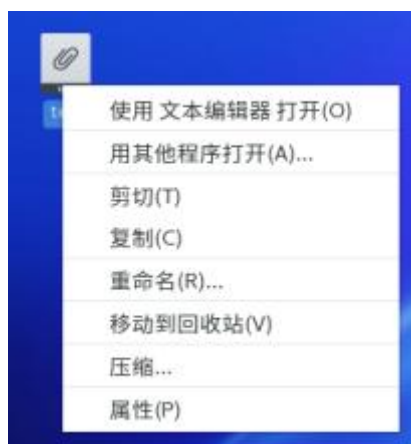 使用 文本编辑器 打开(O)
用其他程序打开(A)...
剪切(T)
复制(C)
重命名(R)...
移动到回收站(V)
压缩...
属性(P)